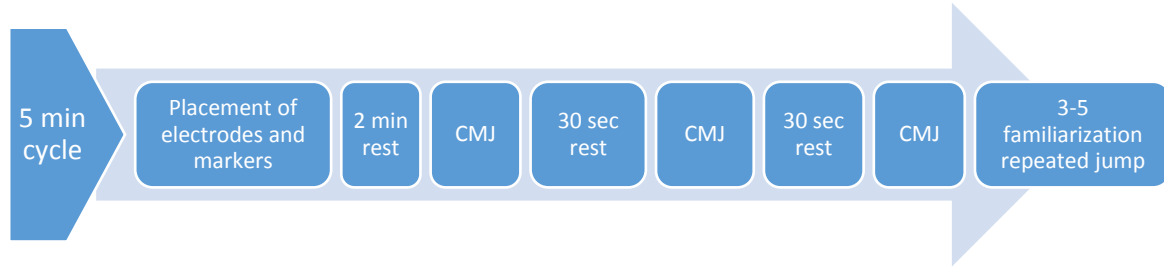 5 min
cycle
Placement of
electrodes and
markers
2 min
rest
CMJ
30 sec
rest
CMJ
30 sec
rest
CMJ
3-5
familiarization
repeated jump